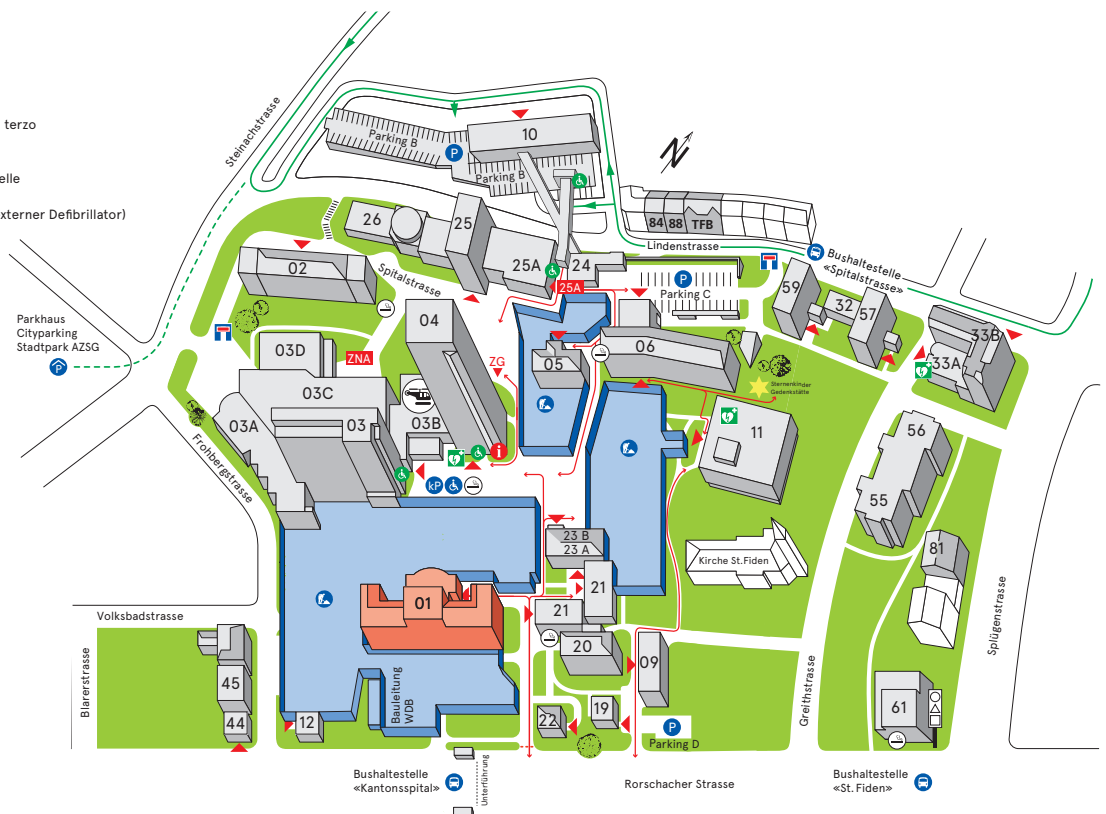 terzo
elle
xterner Defibrillator)
Steinachstrasse
Parking B
P
10
Parking B
N
84 88 TFB
Lindenstrasse
Bushaltestelle
«Spitalstrasse»
26
25
25A
24
25A
02
Spitalstrasse
P
Parking C
59
32
57
33B
33A
Parkhaus
Cityparking
Stadtpark AZSG
P
04
03D
ZNA
ZG
05
06
Sternenkinder
Gedenkstätte
03C
03A
03
03B
i
kP
11
56
55
Frohbergstrasse
23 B
23 A
Kirche St. Fiden
81
21
21
20
09
01
Volksbadstrasse
Blarerstrasse
45
44
12
Bauleitung
WDB
22
19
P
Parking D
61
Greithstrasse
Splügenstrasse
Bushaltestelle
«Kantonsspital»
Unterführung
Rorschacher Strasse
Bushaltestelle
«St. Fiden»